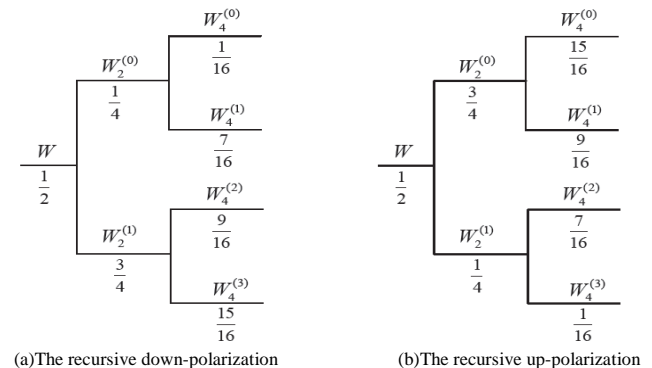 W
1/2
W_2^{(0)}
1/4
W_4^{(0)}
1/16
W_4^{(1)}
7/16
W_2^{(1)}
3/4
W_4^{(2)}
9/16
W_4^{(3)}
15/16
(a)The recursive down-polarization
W
1/2
W_2^{(0)}
3/4
W_4^{(0)}
15/16
W_4^{(1)}
9/16
W_2^{(1)}
1/4
W_4^{(2)}
7/16
W_4^{(3)}
1/16
(b)The recursive up-polarization